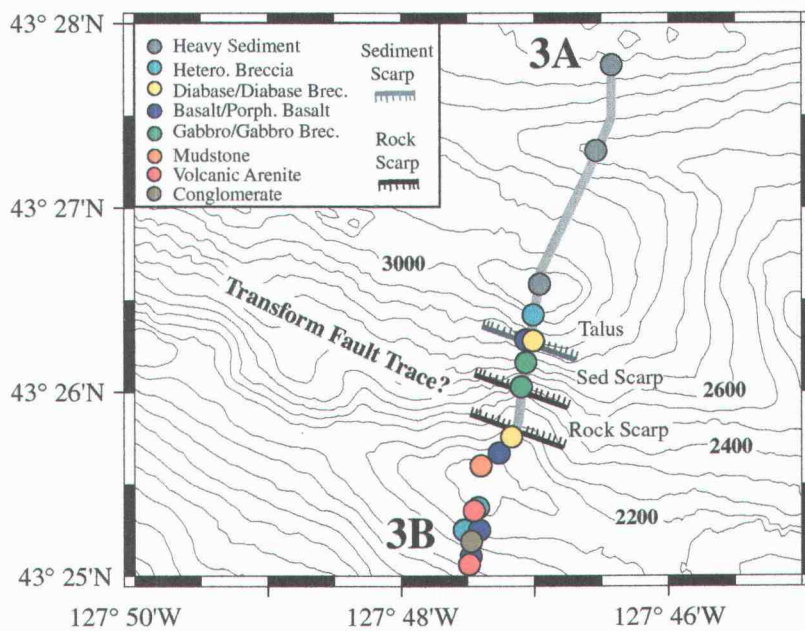 43° 28'N
43° 27'N
43° 26'N
43° 25'N
127° 50'W
127° 48'W
127° 46'W
Heavy Sediment
Hetero. Breccia
Diabase/Diabase Brec.
Basalt/Porph. Basalt
Gabbro/Gabbro Brec.
Mudstone
Volcanic Arenite
Conglomerate
Sediment
Scarp
Rock
Scarp
3A
3000
Transform Fault Trace?
Talus
Sed Scarp
2600
Rock Scarp
2400
2200
3B